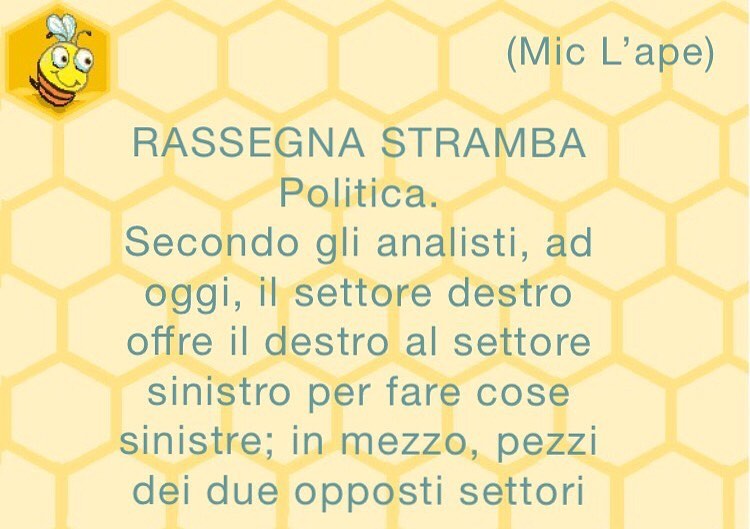 (Mic L’ape)
RASSEGNA STRAMBA
Politica.
Secondo gli analisti, ad
oggi, il settore destro
offre il destro al settore
sinistro per fare cose
sinistre; in mezzo, pezzi
dei due opposti settori